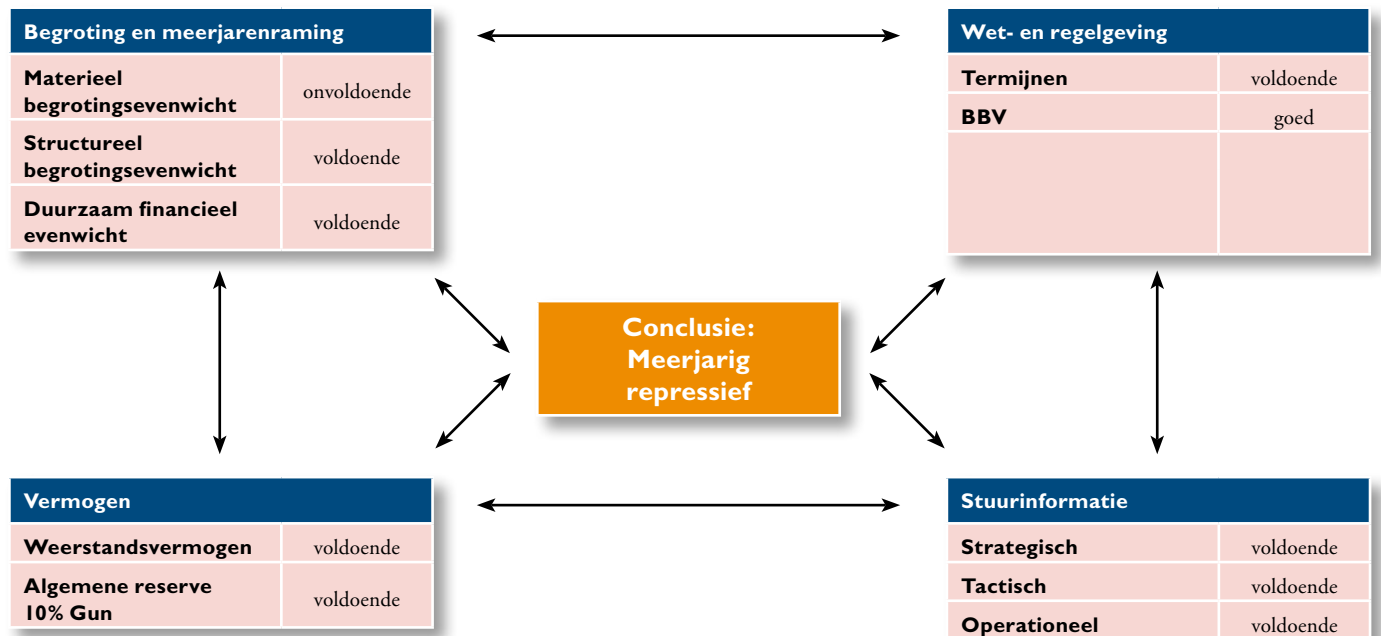 Begroting en meerjarenraming
Materieel
begrotingsevenwicht
onvoldoende
Structureel
begrotingsevenwicht
voldoende
Duurzaam financieel
evenwicht
voldoende
Wet- en regelgeving
Termijnen voldoende
BBV goed
Conclusie:
Meerjarig
repressief
Vermogen
Weerstandsvermogen voldoende
Algemene reserve
10% Gun
voldoende
Stuurinformatie
Strategisch voldoende
Tactisch voldoende
Operationeel voldoende